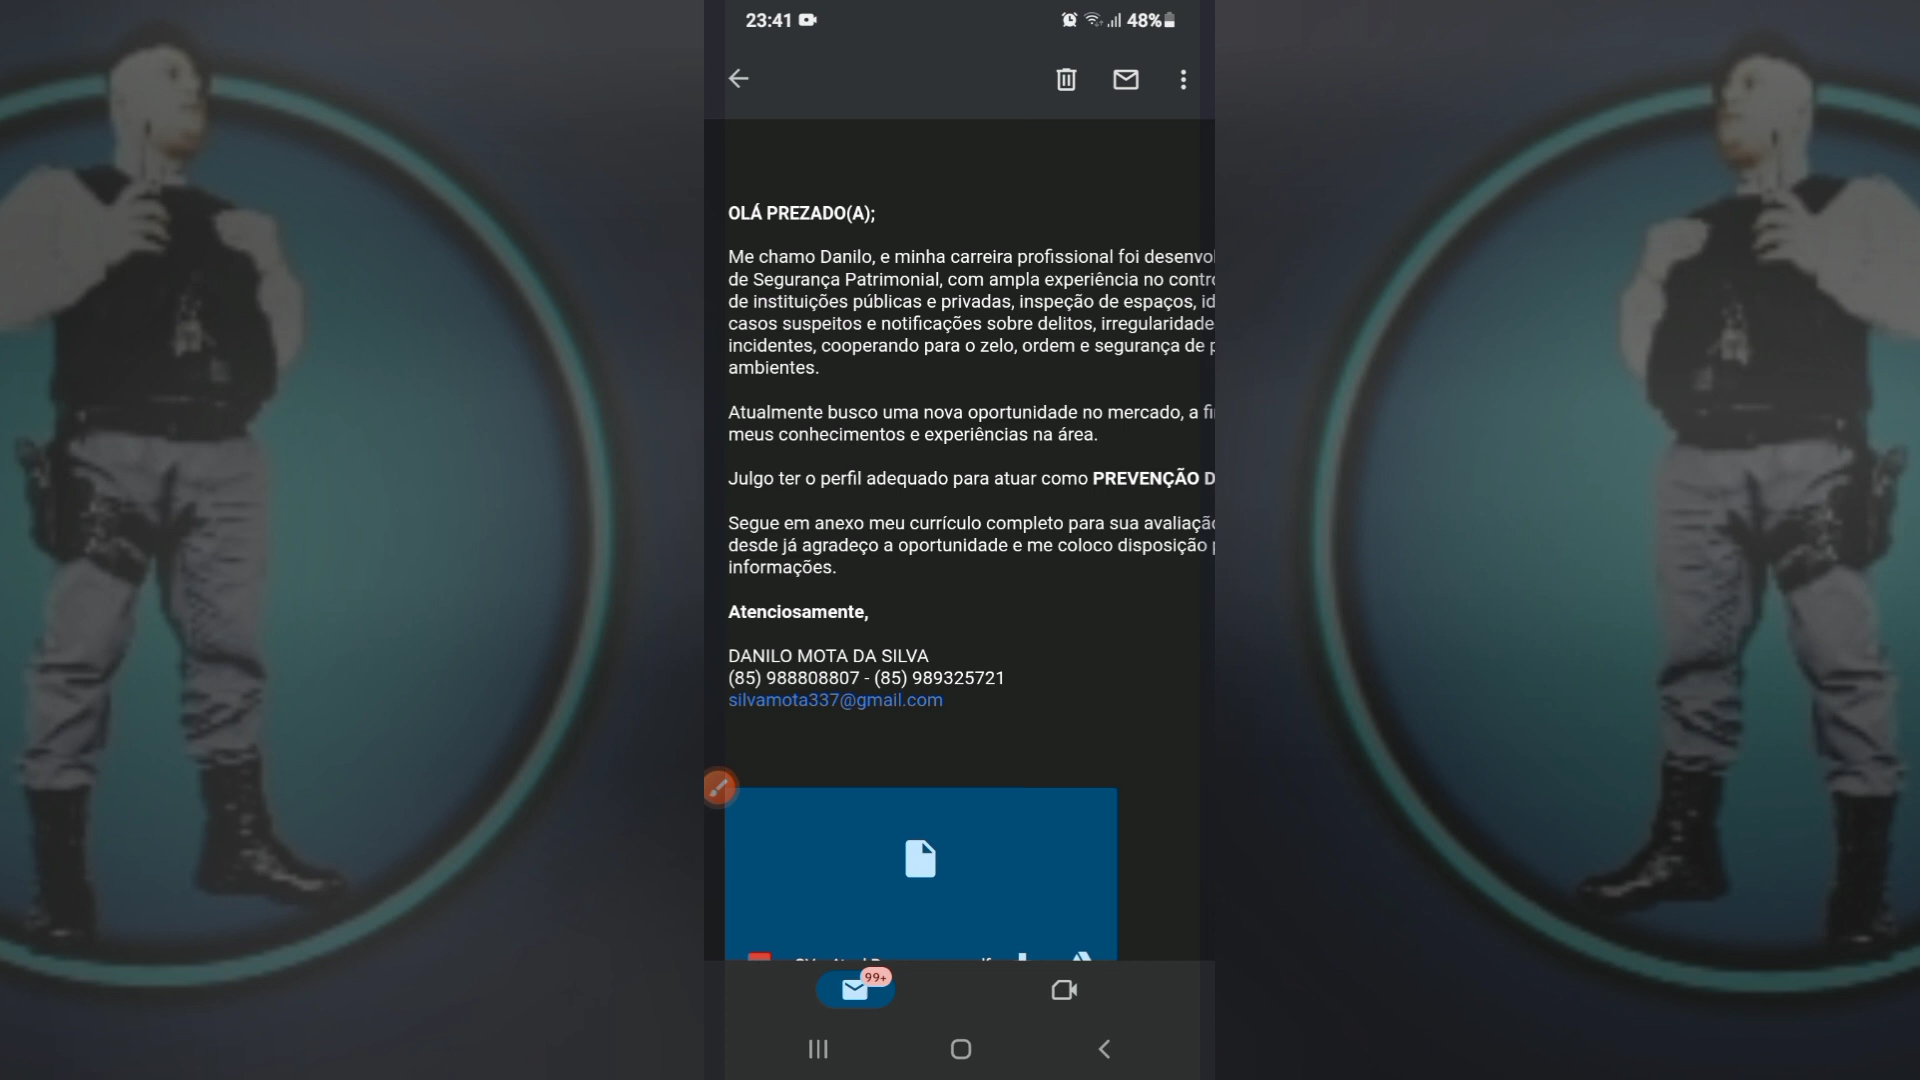 23:41
48%
OLÁ PREZADO(A);
Me chamo Danilo, e minha carreira profissional foi desenvol
de Segurança Patrimonial, com ampla experiência no contro
de instituições públicas e privadas, inspeção de espaços, id
casos suspeitos e notificações sobre delitos, irregularidade
incidentes, cooperando para o zelo, ordem e segurança de p
ambientes.
Atualmente busco uma nova oportunidade no mercado, a fi
meus conhecimentos e experiências na área.
Julgo ter o perfil adequado para atuar como PREVENÇÃO D
Segue em anexo meu currículo completo para sua avaliação
desde já agradeço a oportunidade e me coloco disposição p
informações.
Atenciosamente,
DANILO MOTA DA SILVA
(85) 988808807 - (85) 989325721
silvamota337@gmail.com
99+